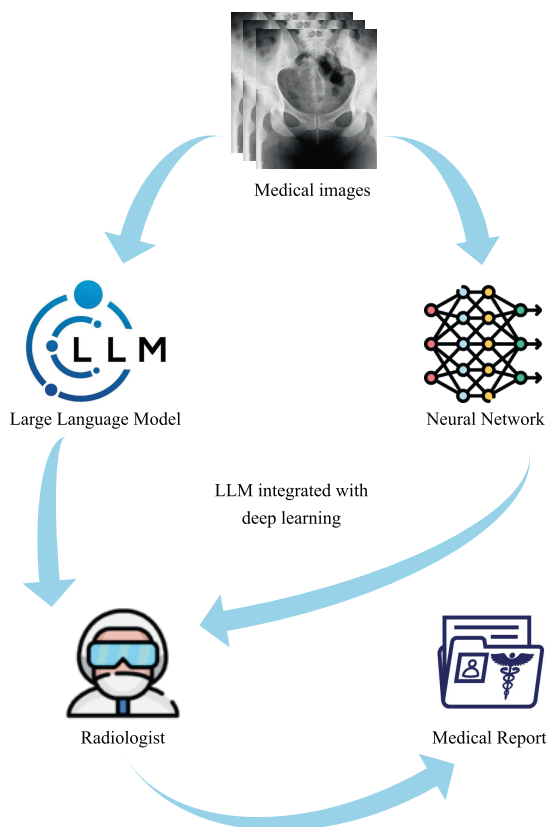 Medical images
LLM
Large Language Model
Neural Network
LLM integrated with
deep learning
Radiologist
Medical Report